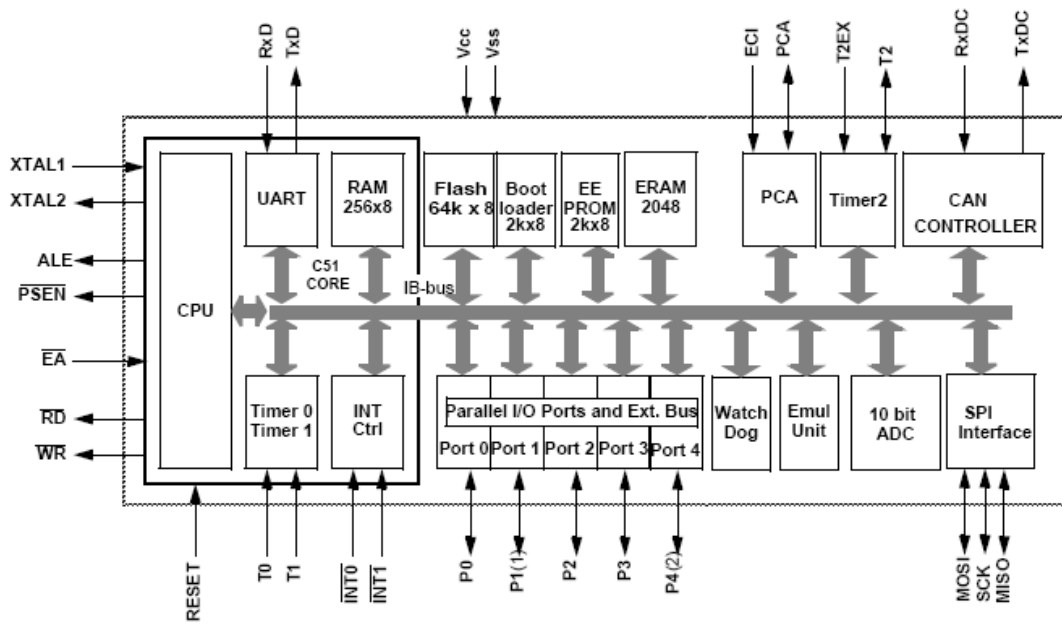 RxD
TxD
Vcc
Vss
ECI
PCA
T2EX
T2
RxDC
TxDC
XTAL1
XTAL2
ALE
PSEN
EA
RD
WR
CPU
UART
RAM
256x8
C51
CORE
IB-bus
Flash
64k x 8
Boot
loader
2kx8
EE
PROM
2kx8
ERAM
2048
PCA
Timer2
CAN
CONTROLLER
Timer 0
Timer 1
INT
Ctrl
Parallel I/O Ports and Ext. Bus
Port 0
Port 1
Port 2
Port 3
Port 4
Watch
Dog
Emul
Unit
10 bit
ADC
SPI
Interface
RESET
T0
T1
INT0
INT1
P0
P1(1)
P2
P3
P4(2)
MOSI
SCK
MISO